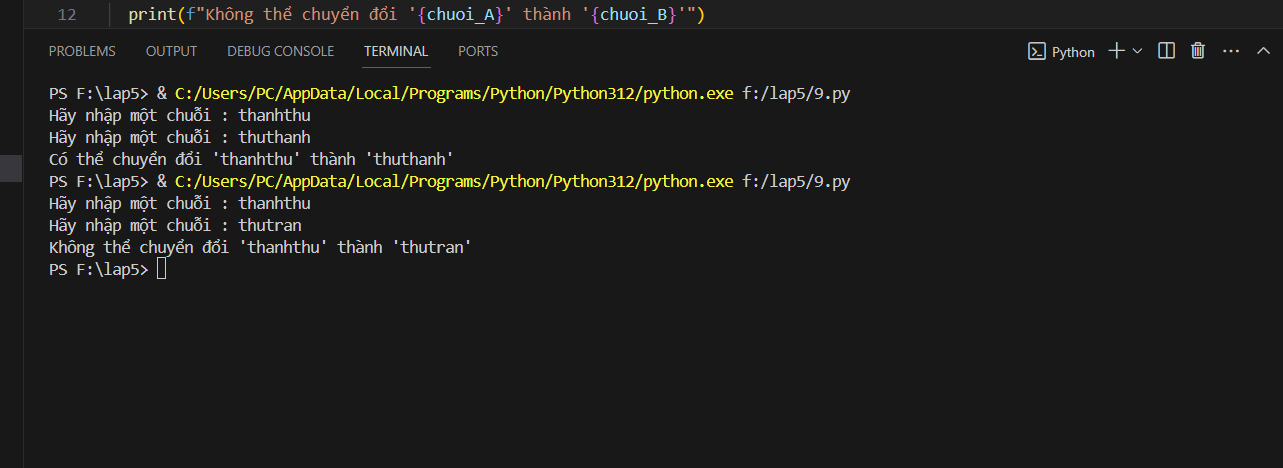 12 print(f"Không thể chuyển đổi '{chuoi_A}' thành '{chuoi_B}'")
PROBLEMS OUTPUT DEBUG CONSOLE TERMINAL PORTS Python
PS F:\lap5> & C:/Users/PC/AppData/Local/Programs/Python/Python312/python.exe f:/lap5/9.py
Hãy nhập một chuỗi : thanhthu
Hãy nhập một chuỗi : thuthanh
Có thể chuyển đổi 'thanhthu' thành 'thuthanh'
PS F:\lap5> & C:/Users/PC/AppData/Local/Programs/Python/Python312/python.exe f:/lap5/9.py
Hãy nhập một chuỗi : thanhthu
Hãy nhập một chuỗi : thutran
Không thể chuyển đổi 'thanhthu' thành 'thutran'
PS F:\lap5>